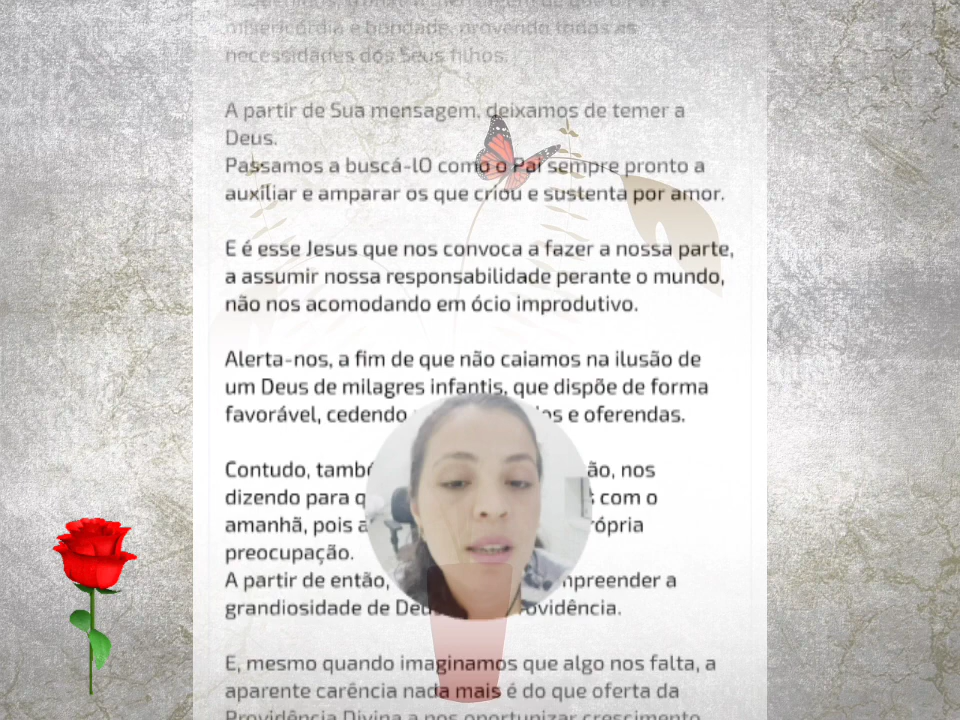 misericórdia e bondade, provendo todas as
necessidades dos Seus filhos.
A partir de Sua mensagem, deixamos de temer a
Deus.
Passamos a buscá-lO como o Pai sempre pronto a
auxiliar e amparar os que criou e sustenta por amor.
E é esse Jesus que nos convoca a fazer a nossa parte,
a assumir nossa responsabilidade perante o mundo,
não nos acomodando em ócio improdutivo.
Alerta-nos, a fim de que não caiamos na ilusão de
um Deus de milagres infantis, que dispõe de forma
favorável, cedendo e oferendas.
Contudo, nos
dizendo para com o
amanhã, pois
preocupação.
A partir de então, a
grandiosidade de
E, mesmo quando imaginamos que algo nos falta, a
aparente carência nada mais é do que oferta da
Providência Divina a nos oportunizar crescimento